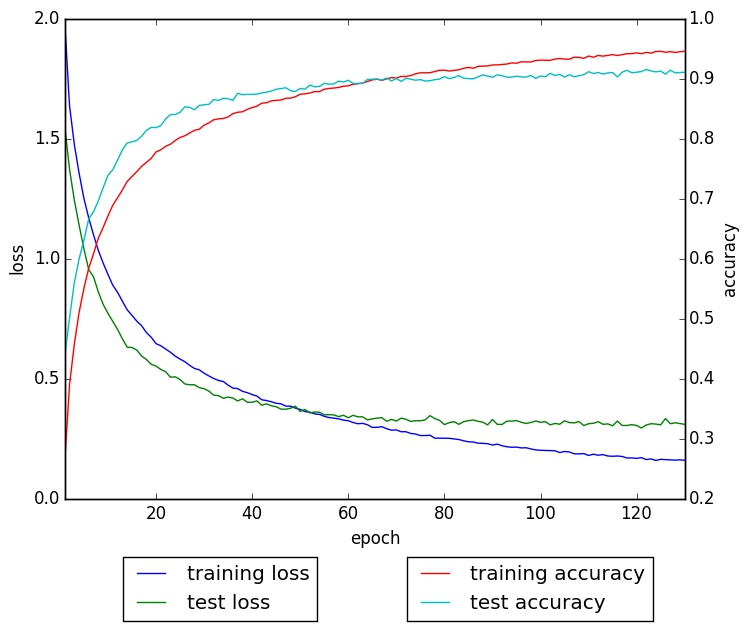 2.0
1.5
1.0
0.5
0.0
loss
1.0
0.9
0.8
0.7
0.6
0.5
0.4
0.3
0.2
accuracy
20 40 60 80 100 120
epoch
training loss
test loss
training accuracy
test accuracy